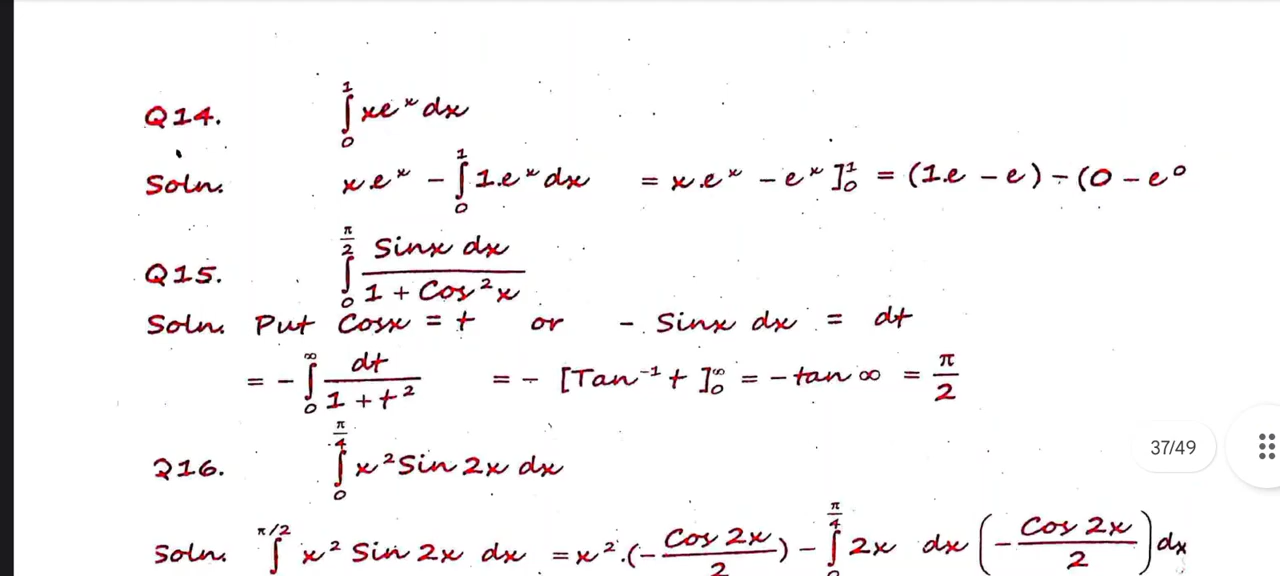 Q14. ∫₀¹ xeˣ dx
Soln. xeˣ − ∫₀¹ 1.eˣ dx = x.eˣ − eˣ ]₀¹ = (1.e − e) − (0 − e⁰
Q15. ∫₀^(π/2) Sinx dx / 1 + Cos²x
Soln. Put Cosx = t or − Sinx dx = dt
= − ∫₀^∞ dt / 1 + t² = − [Tan⁻¹ t ]₀^∞ = − tan ∞ = π/2
Q16. ∫₀^(π/4) x² Sin 2x dx
37/49
Soln. ∫^(π/2) x² Sin 2x dx = x².(− Cos 2x / 2) − ∫₀^(π/4) 2x dx (− Cos 2x / 2) dx